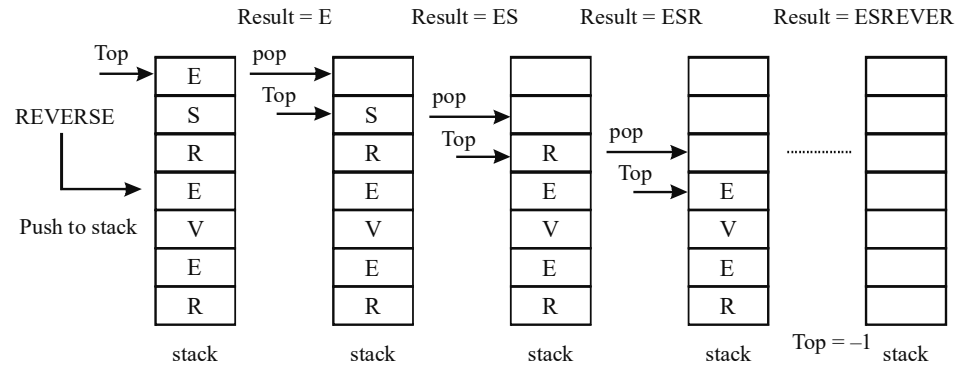 Result = E Result = ES Result = ESR Result = ESREVER
Top E pop
Top S pop
REVERSE S
R R Top R pop
E E E Top E
Push to stack V V V V
E E E E
R R R R
Top = –1
stack stack stack stack stack